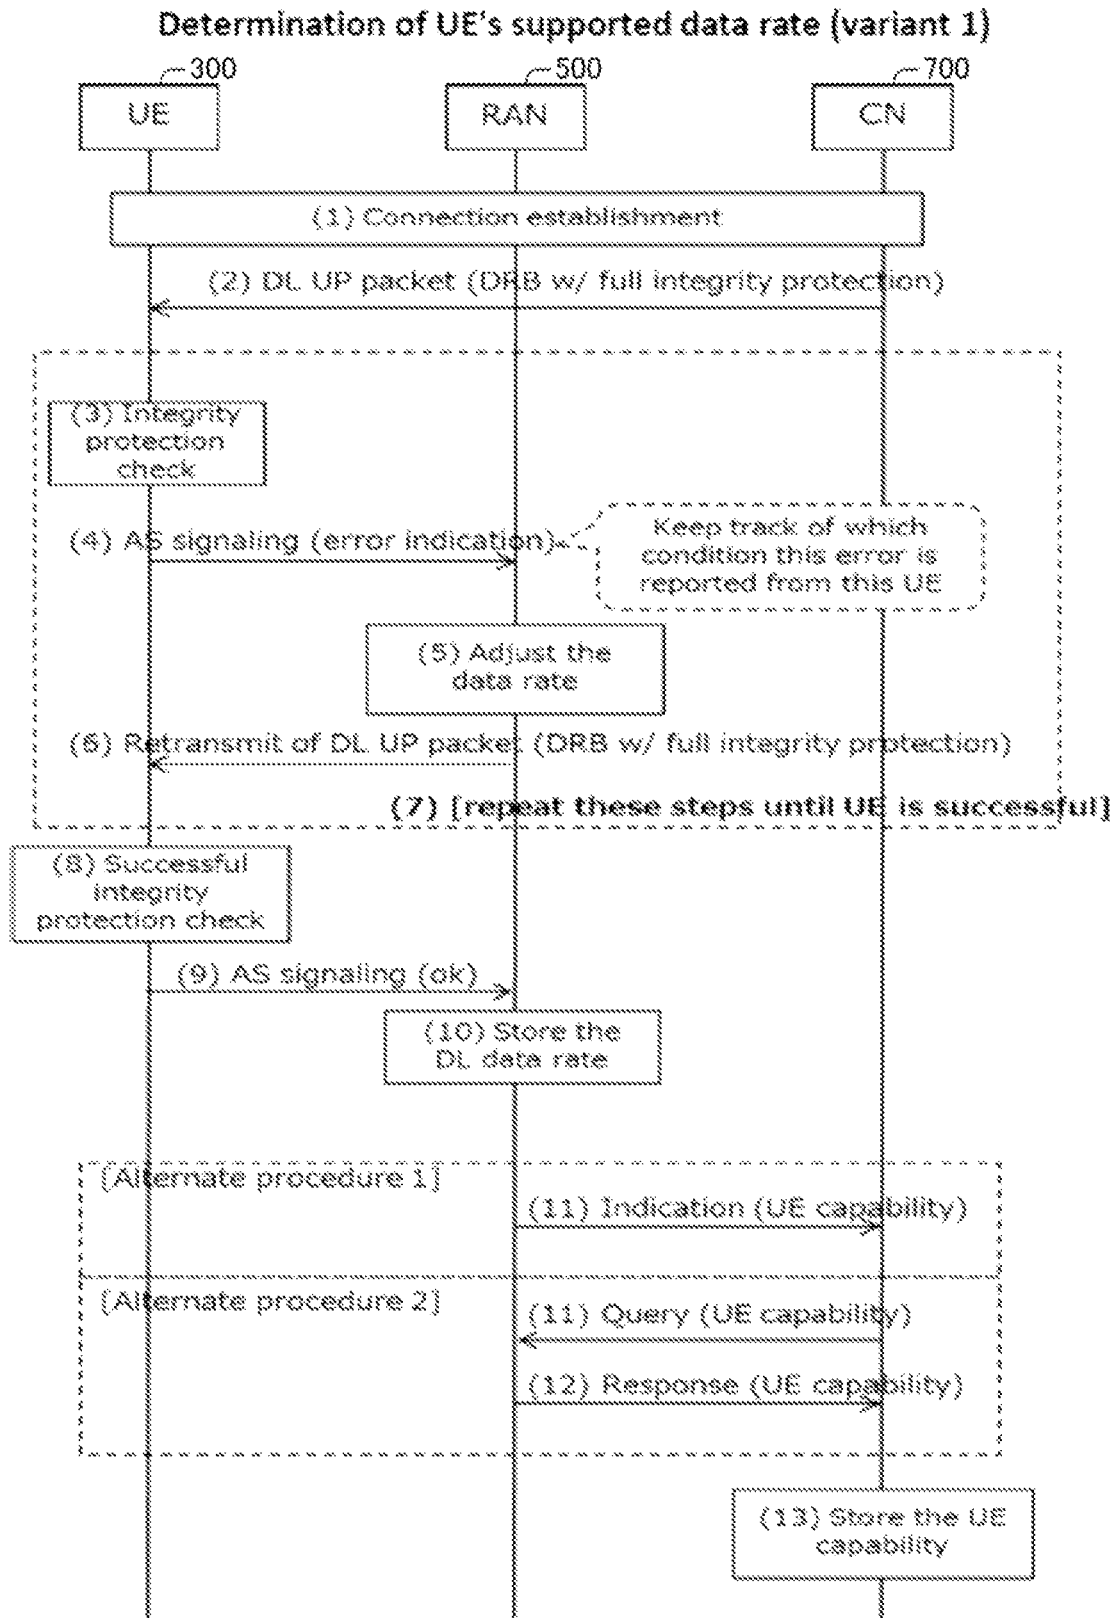 Determination of UE's supported data rate (variant 1)
300
500
700
UE
RAN
CN
(1) Connection establishment
(2) DL UP packet (DRB w/ full integrity protection)
(3) Integrity
protection
check
(4) AS signaling (error indication)
Keep track of which
condition this error is
reported from this UE
(5) Adjust the
data rate
(6) Retransmit of DL UP packet (DRB w/ full integrity protection)
(7) [repeat these steps until UE is successful]
(8) Successful
integrity
protection check
(9) AS signaling (ok)
(10) Store the
DL data rate
[Alternate procedure 1]
(11) Indication (UE capability)
[Alternate procedure 2]
(11) Query (UE capability)
(12) Response (UE capability)
(13) Store the UE
capability